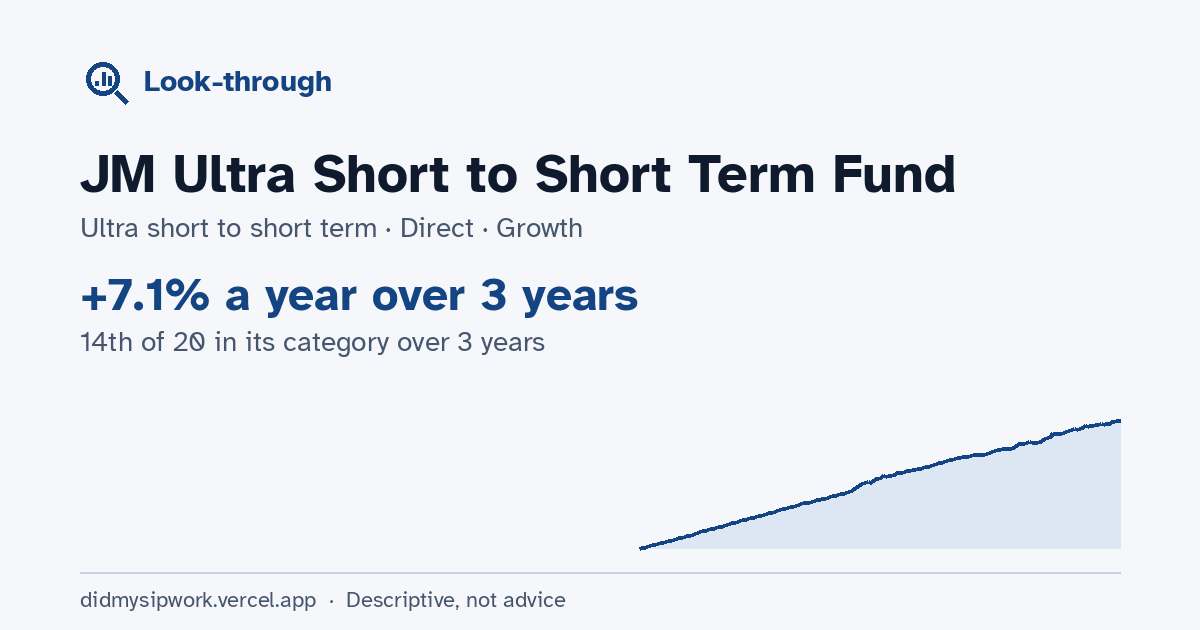 Look-through
JM Ultra Short to Short Term Fund
Ultra short to short term · Direct · Growth
+7.1% a year over 3 years
14th of 20 in its category over 3 years
didmysipwork.vercel.app · Descriptive, not advice